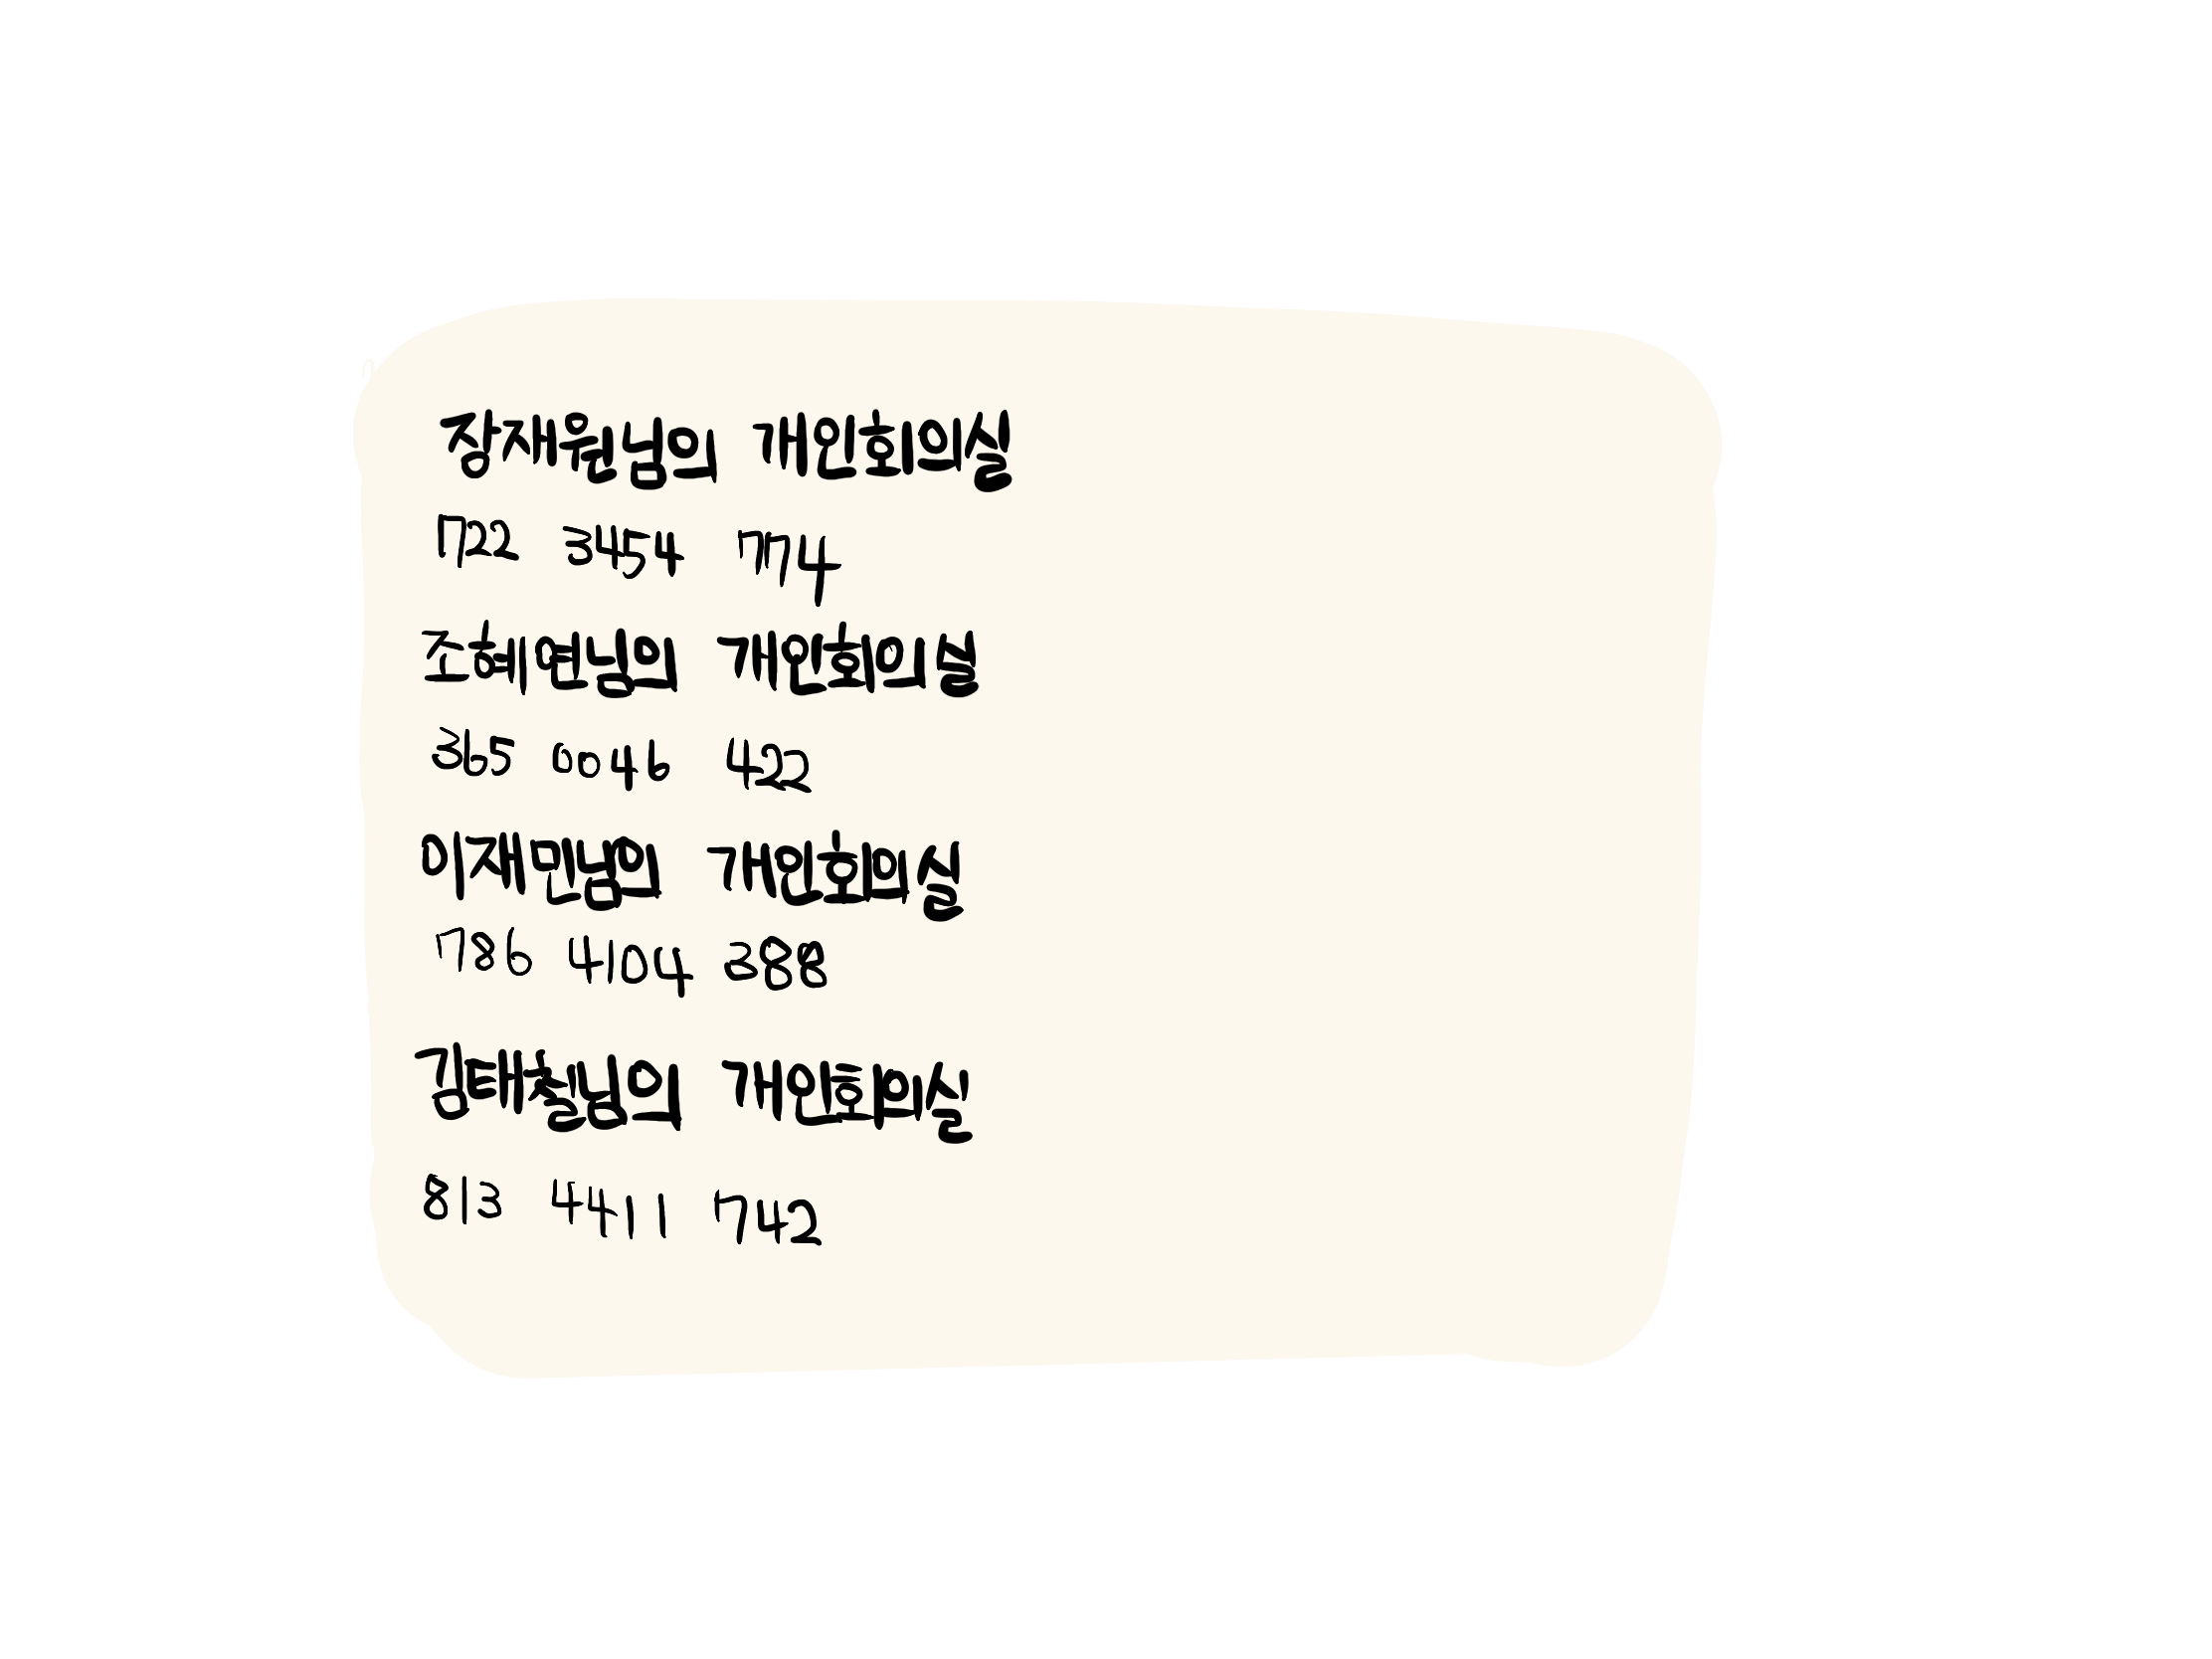 장재원님의 개인회의실
722 3454 774
조혜연님의 개인회의실
365 0046 422
이재민님의 개인회의실
786 4104 388
김태철님의 개인회의실
813 4411 742